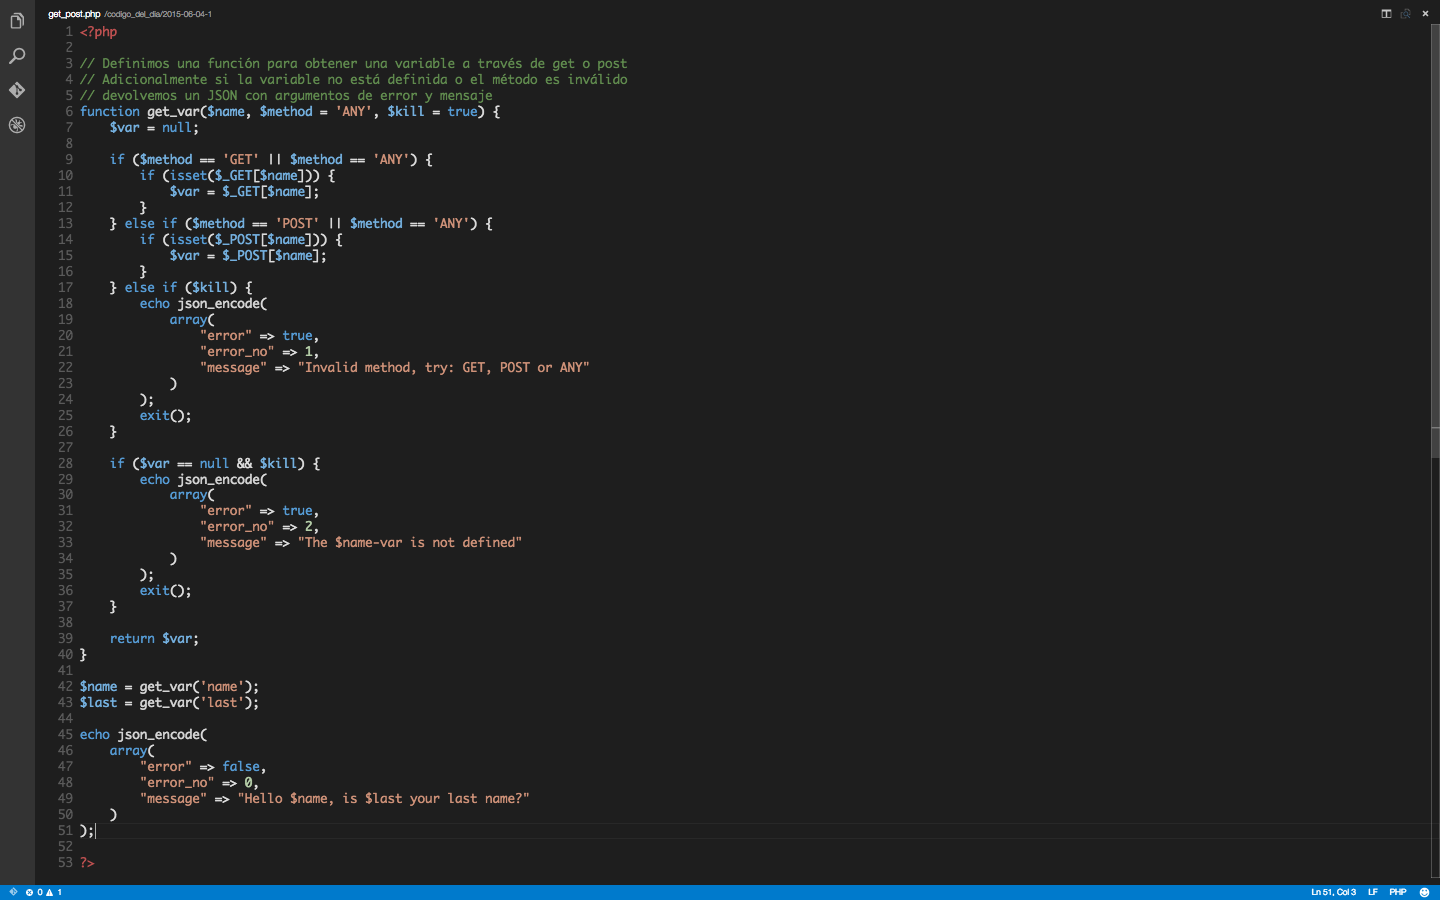 get_post.php /codigo_del_dia/2015-06-04-1
1 <?php
2
3 // Definimos una función para obtener una variable a través de get o post
4 // Adicionalmente si la variable no está definida o el método es inválido
5 // devolvemos un JSON con argumentos de error y mensaje
6 function get_var($name, $method = 'ANY', $kill = true) {
7     $var = null;
8
9     if ($method == 'GET' || $method == 'ANY') {
10         if (isset($_GET[$name])) {
11             $var = $_GET[$name];
12         }
13     } else if ($method == 'POST' || $method == 'ANY') {
14         if (isset($_POST[$name])) {
15             $var = $_POST[$name];
16         }
17     } else if ($kill) {
18         echo json_encode(
19             array(
20                 "error" => true,
21                 "error_no" => 1,
22                 "message" => "Invalid method, try: GET, POST or ANY"
23             )
24         );
25         exit();
26     }
27
28     if ($var == null && $kill) {
29         echo json_encode(
30             array(
31                 "error" => true,
32                 "error_no" => 2,
33                 "message" => "The $name-var is not defined"
34             )
35         );
36         exit();
37     }
38
39     return $var;
40 }
41
42 $name = get_var('name');
43 $last = get_var('last');
44
45 echo json_encode(
46     array(
47         "error" => false,
48         "error_no" => 0,
49         "message" => "Hello $name, is $last your last name?"
50     )
51 );
52
53 ?>
0 1 Ln 51, Col 3 LF PHP